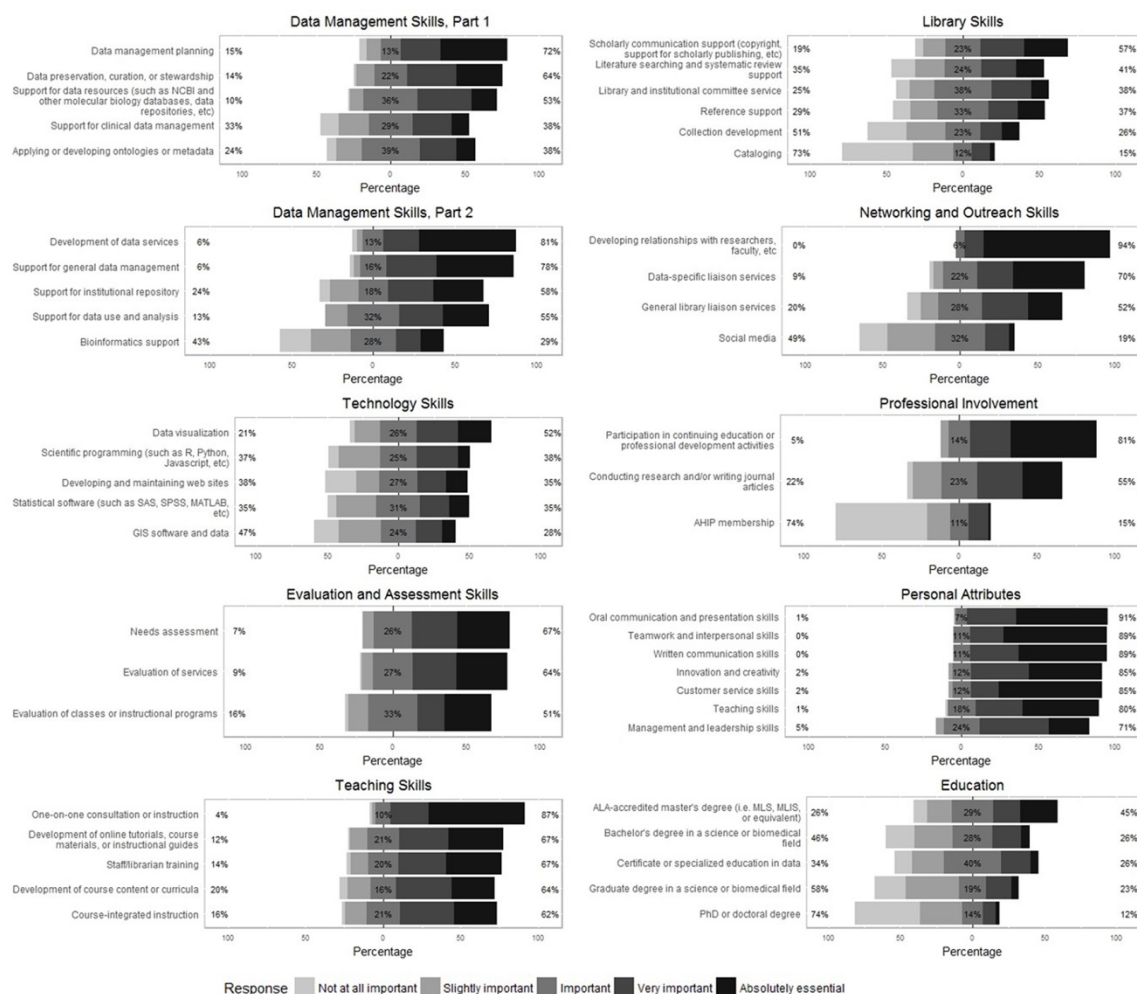 Data Management Skills, Part 1
Data management planning 15% 13% 72%
Data preservation, curation, or stewardship 14% 22% 64%
Support for data resources (such as NCBI and
other molecular biology databases, data
repositories, etc) 10% 36% 53%
Support for clinical data management 33% 29% 38%
Applying or developing ontologies or metadata 24% 39% 38%
100 50 0 50 100
Percentage
Data Management Skills, Part 2
Development of data services 6% 13% 81%
Support for general data management 6% 16% 78%
Support for institutional repository 24% 18% 58%
Support for data use and analysis 13% 32% 55%
Bioinformatics support 43% 28% 29%
100 50 0 50 100
Percentage
Technology Skills
Data visualization 21% 26% 52%
Scientific programming (such as R, Python,
Javascript, etc) 37% 25% 38%
Developing and maintaining web sites 38% 27% 35%
Statistical software (such as SAS, SPSS, MATLAB,
etc) 35% 31% 35%
GIS software and data 47% 24% 28%
100 50 0 50 100
Percentage
Evaluation and Assessment Skills
Needs assessment 7% 26% 67%
Evaluation of services 9% 27% 64%
Evaluation of classes or instructional programs 16% 33% 51%
100 50 0 50 100
Percentage
Teaching Skills
One-on-one consultation or instruction 4% 10% 87%
Development of online tutorials, course
materials, or instructional guides 12% 21% 67%
Staff/librarian training 14% 20% 67%
Development of course content or curricula 20% 16% 64%
Course-integrated instruction 16% 21% 62%
100 50 0 50 100
Percentage
Library Skills
Scholarly communication support (copyright,
support for scholarly publishing, etc) 19% 23% 57%
Literature searching and systematic review
support 35% 24% 41%
Library and institutional committee service 25% 38% 38%
Reference support 29% 33% 37%
Collection development 51% 23% 26%
Cataloging 73% 12% 15%
100 50 0 50 100
Percentage
Networking and Outreach Skills
Developing relationships with researchers,
faculty, etc 0% 6% 94%
Data-specific liaison services 9% 22% 70%
General library liaison services 20% 28% 52%
Social media 49% 32% 19%
100 50 0 50 100
Percentage
Professional Involvement
Participation in continuing education or
professional development activities 5% 14% 81%
Conducting research and/or writing journal
articles 22% 23% 55%
AHIP membership 74% 11% 15%
100 50 0 50 100
Percentage
Personal Attributes
Oral communication and presentation skills 1% 7% 91%
Teamwork and interpersonal skills 0% 11% 89%
Written communication skills 0% 11% 89%
Innovation and creativity 2% 12% 85%
Customer service skills 2% 12% 85%
Teaching skills 1% 18% 80%
Management and leadership skills 5% 24% 71%
100 50 0 50 100
Percentage
Education
ALA-accredited master's degree (i.e. MLS, MLIS,
or equivalent) 26% 29% 45%
Bachelor's degree in a science or biomedical
field 46% 28% 26%
Certificate or specialized education in data 34% 40% 26%
Graduate degree in a science or biomedical field 58% 19% 23%
PhD or doctoral degree 74% 14% 12%
100 50 0 50 100
Percentage
Response Not at all important Slightly important Important Very important Absolutely essential